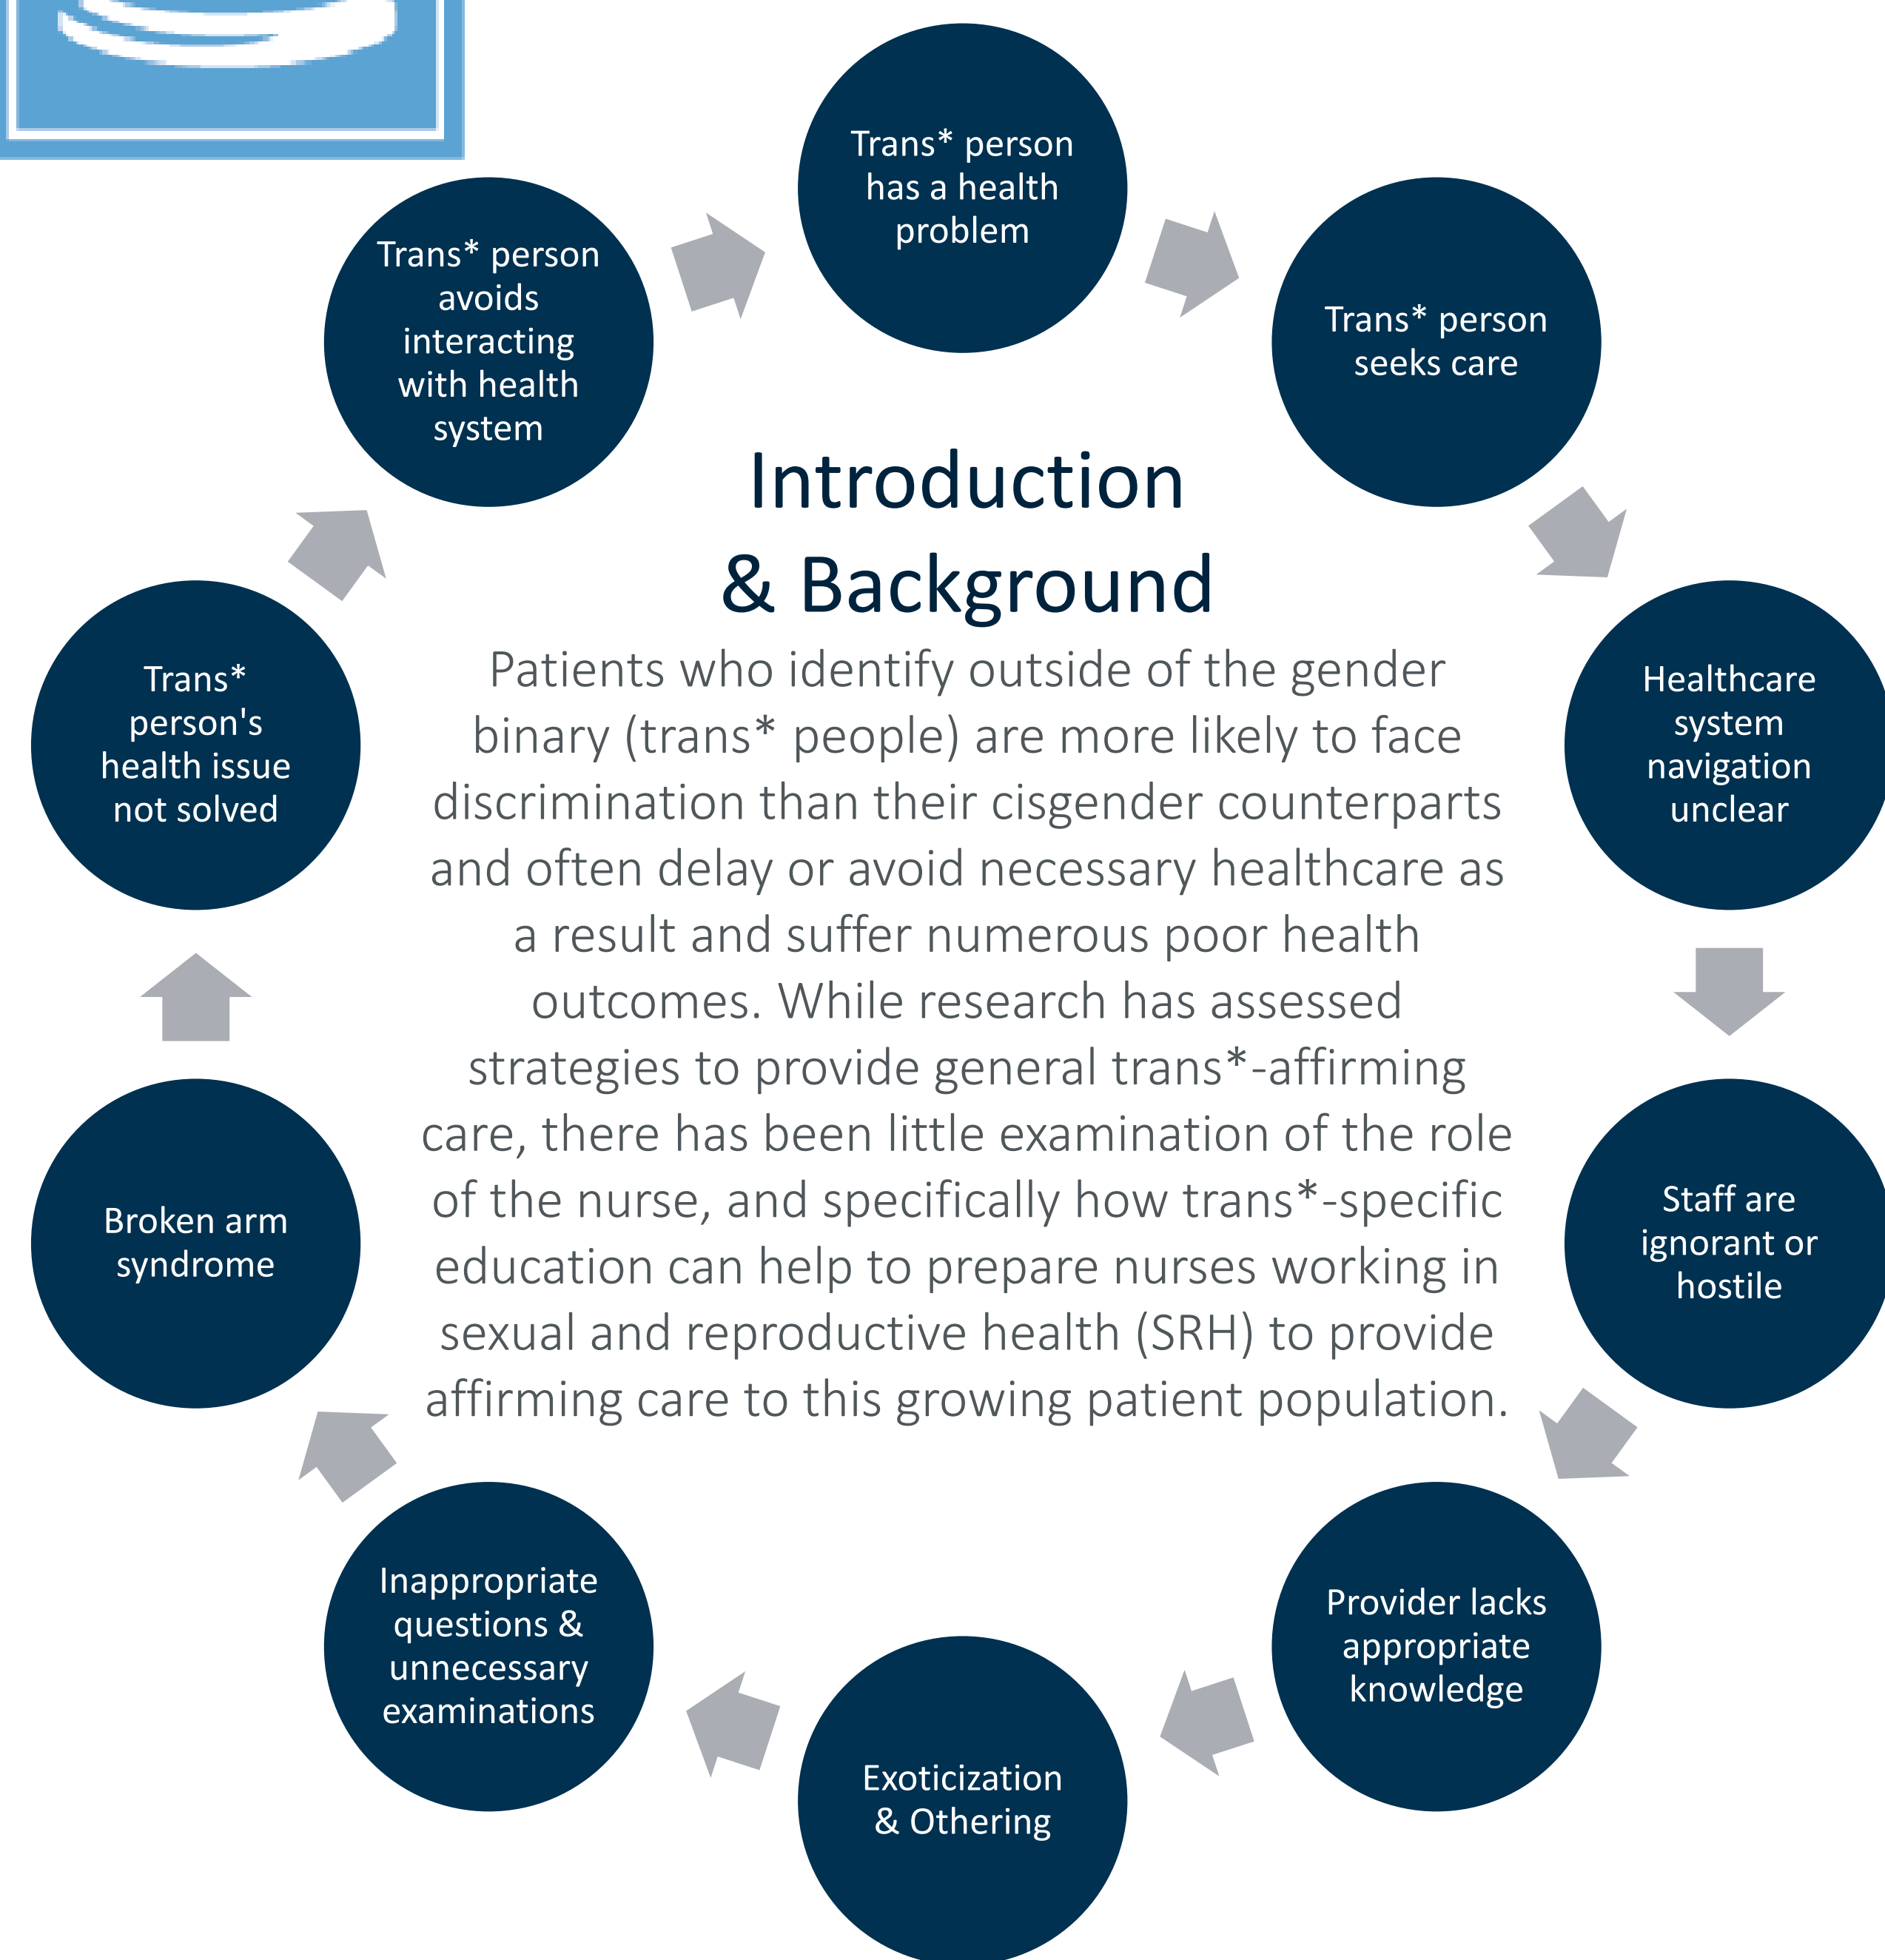 Trans* person
has a health
problem
Trans* person
seeks care
Healthcare
system
navigation
unclear
Staff are
ignorant or
hostile
Provider lacks
appropriate
knowledge
Exoticization
& Othering
Inappropriate
questions &
unnecessary
examinations
Broken arm
syndrome
Trans*
person's
health issue
not solved
Trans* person
avoids
interacting
with health
system
Introduction
& Background
Patients who identify outside of the gender
binary (trans* people) are more likely to face
discrimination than their cisgender counterparts
and often delay or avoid necessary healthcare as
a result and suffer numerous poor health
outcomes. While research has assessed
strategies to provide general trans*-affirming
care, there has been little examination of the role
of the nurse, and specifically how trans*-specific
education can help to prepare nurses working in
sexual and reproductive health (SRH) to provide
affirming care to this growing patient population.